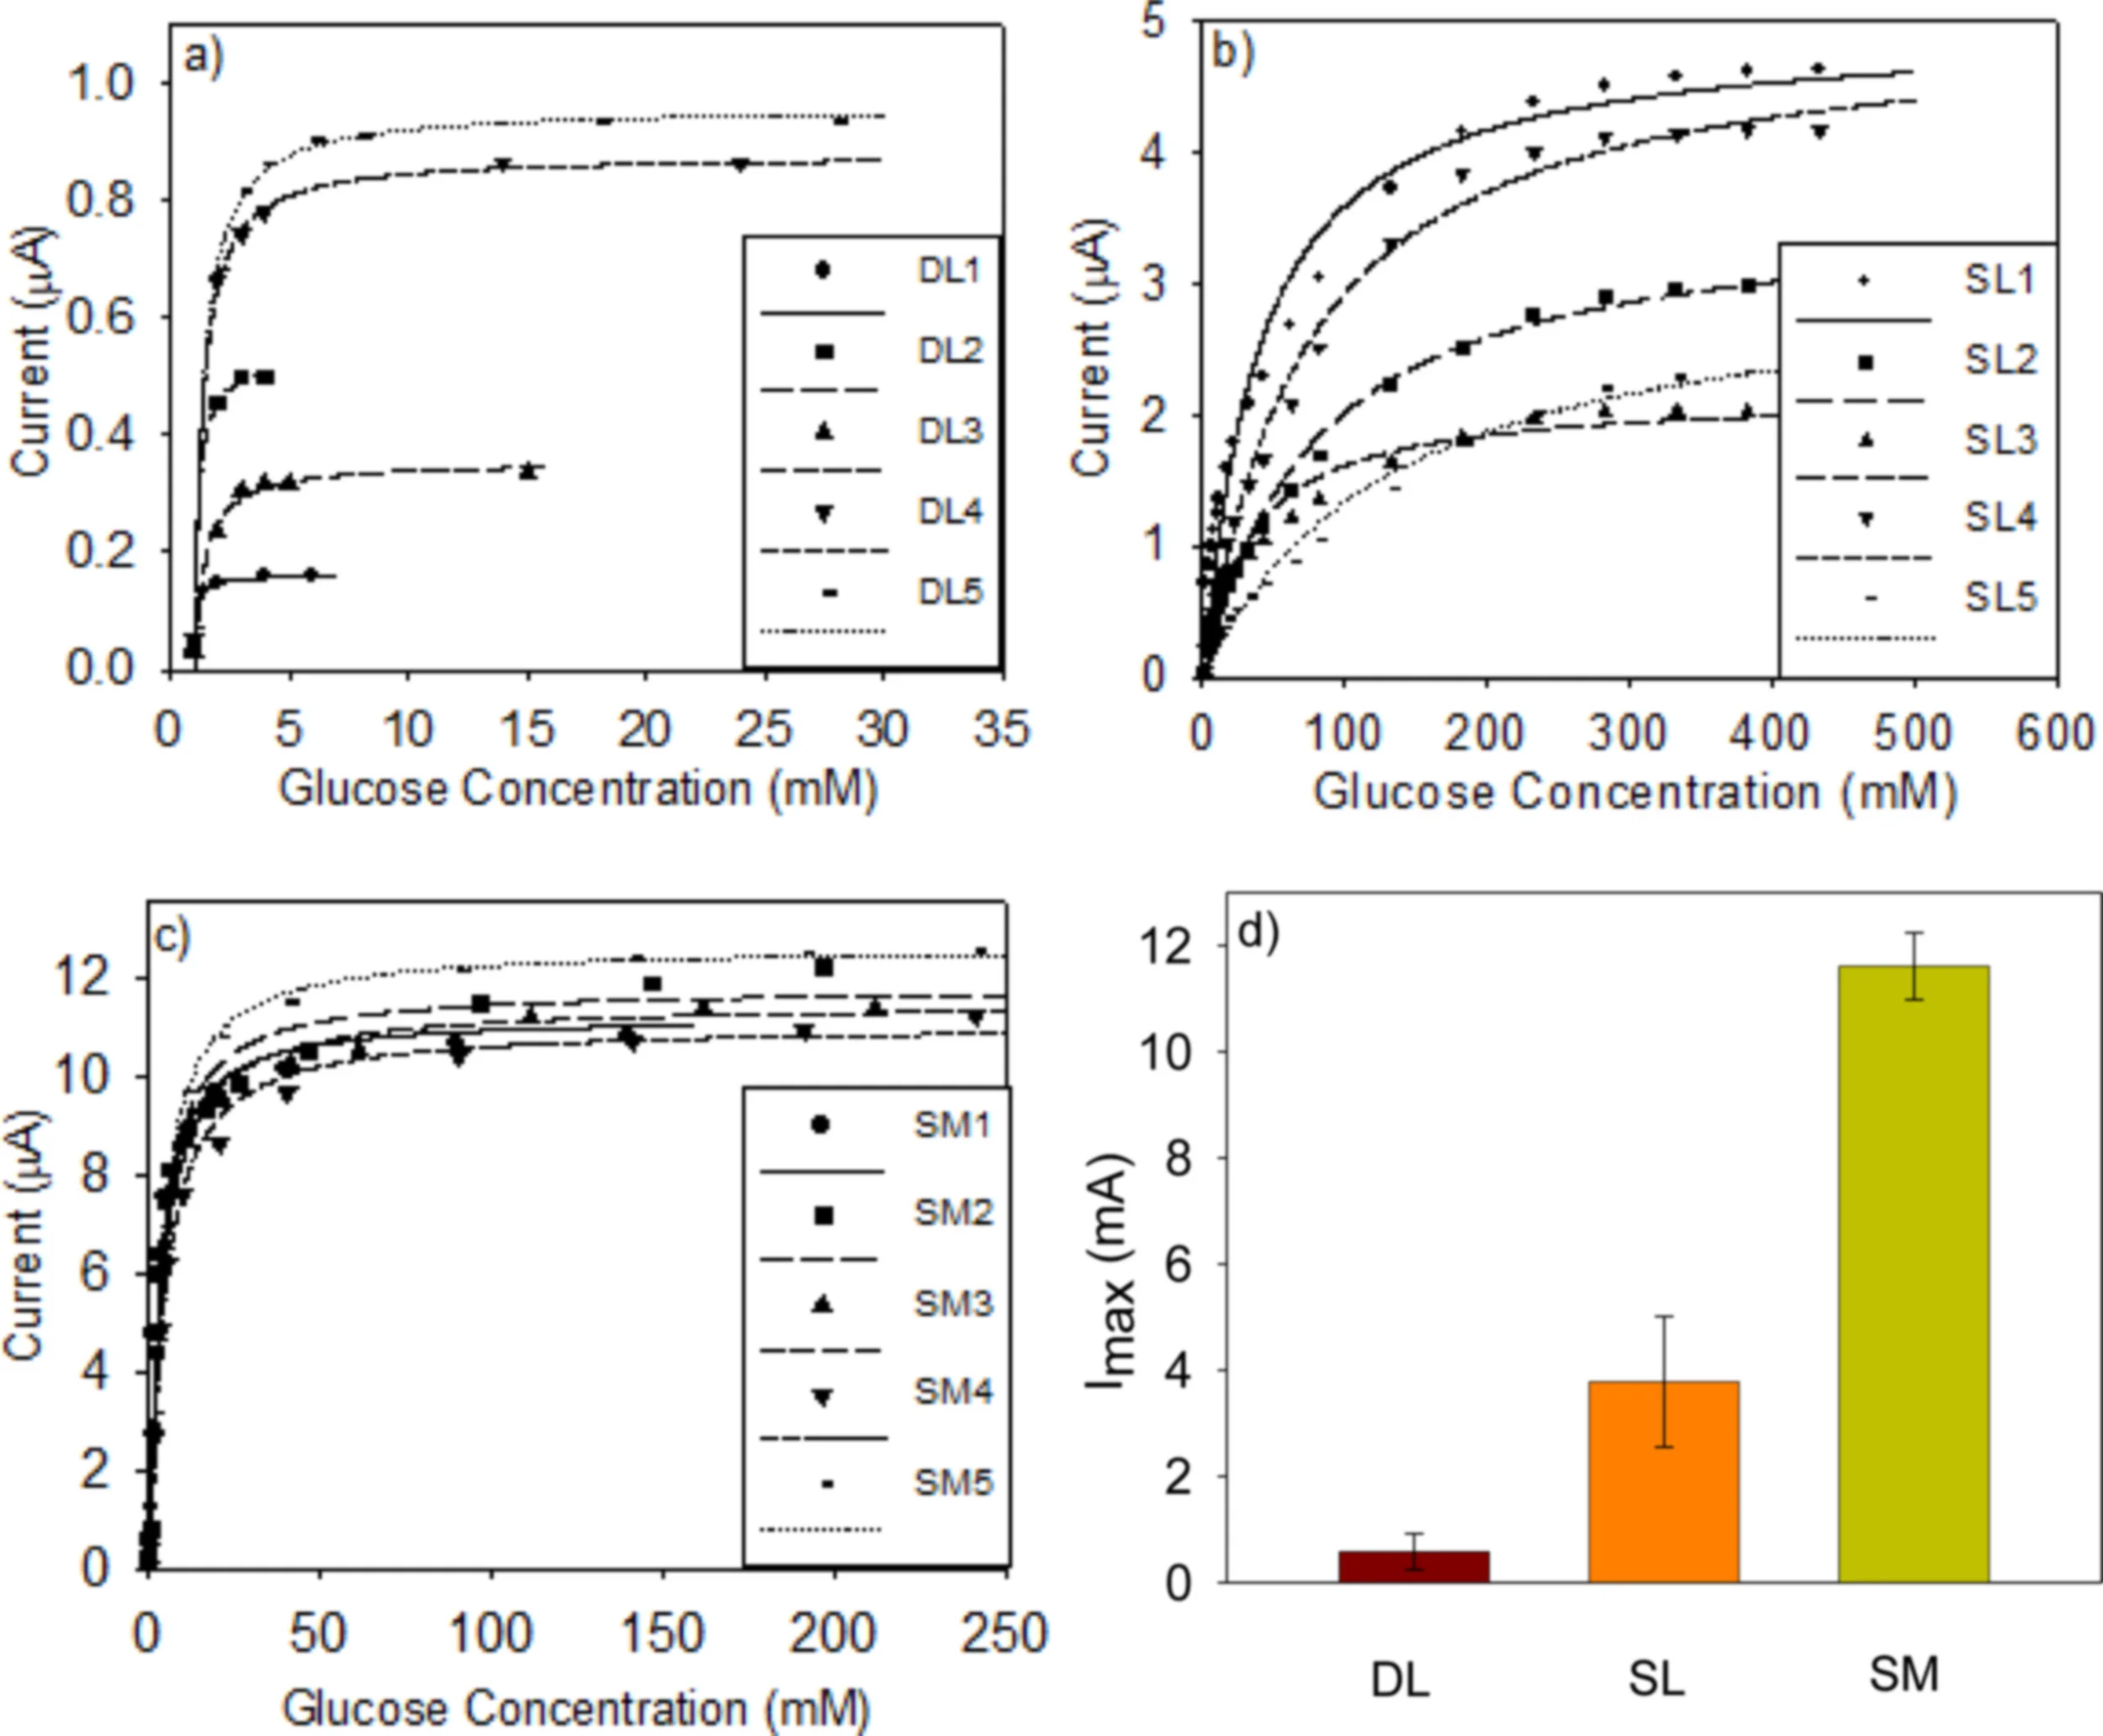 a)
1.0
0.8
0.6
0.4
0.2
0.0
Current (µA)
DL1
DL2
DL3
DL4
DL5
0 5 10 15 20 25 30 35
Glucose Concentration (mM)
b)
5
4
3
2
1
0
Current (µA)
SL1
SL2
SL3
SL4
SL5
0 100 200 300 400 500 600
Glucose Concentration (mM)
c)
12
10
8
6
4
2
0
Current (µA)
SM1
SM2
SM3
SM4
SM5
0 50 100 150 200 250
Glucose Concentration (mM)
d)
12
10
8
6
4
2
0
Imax (mA)
DL SL SM